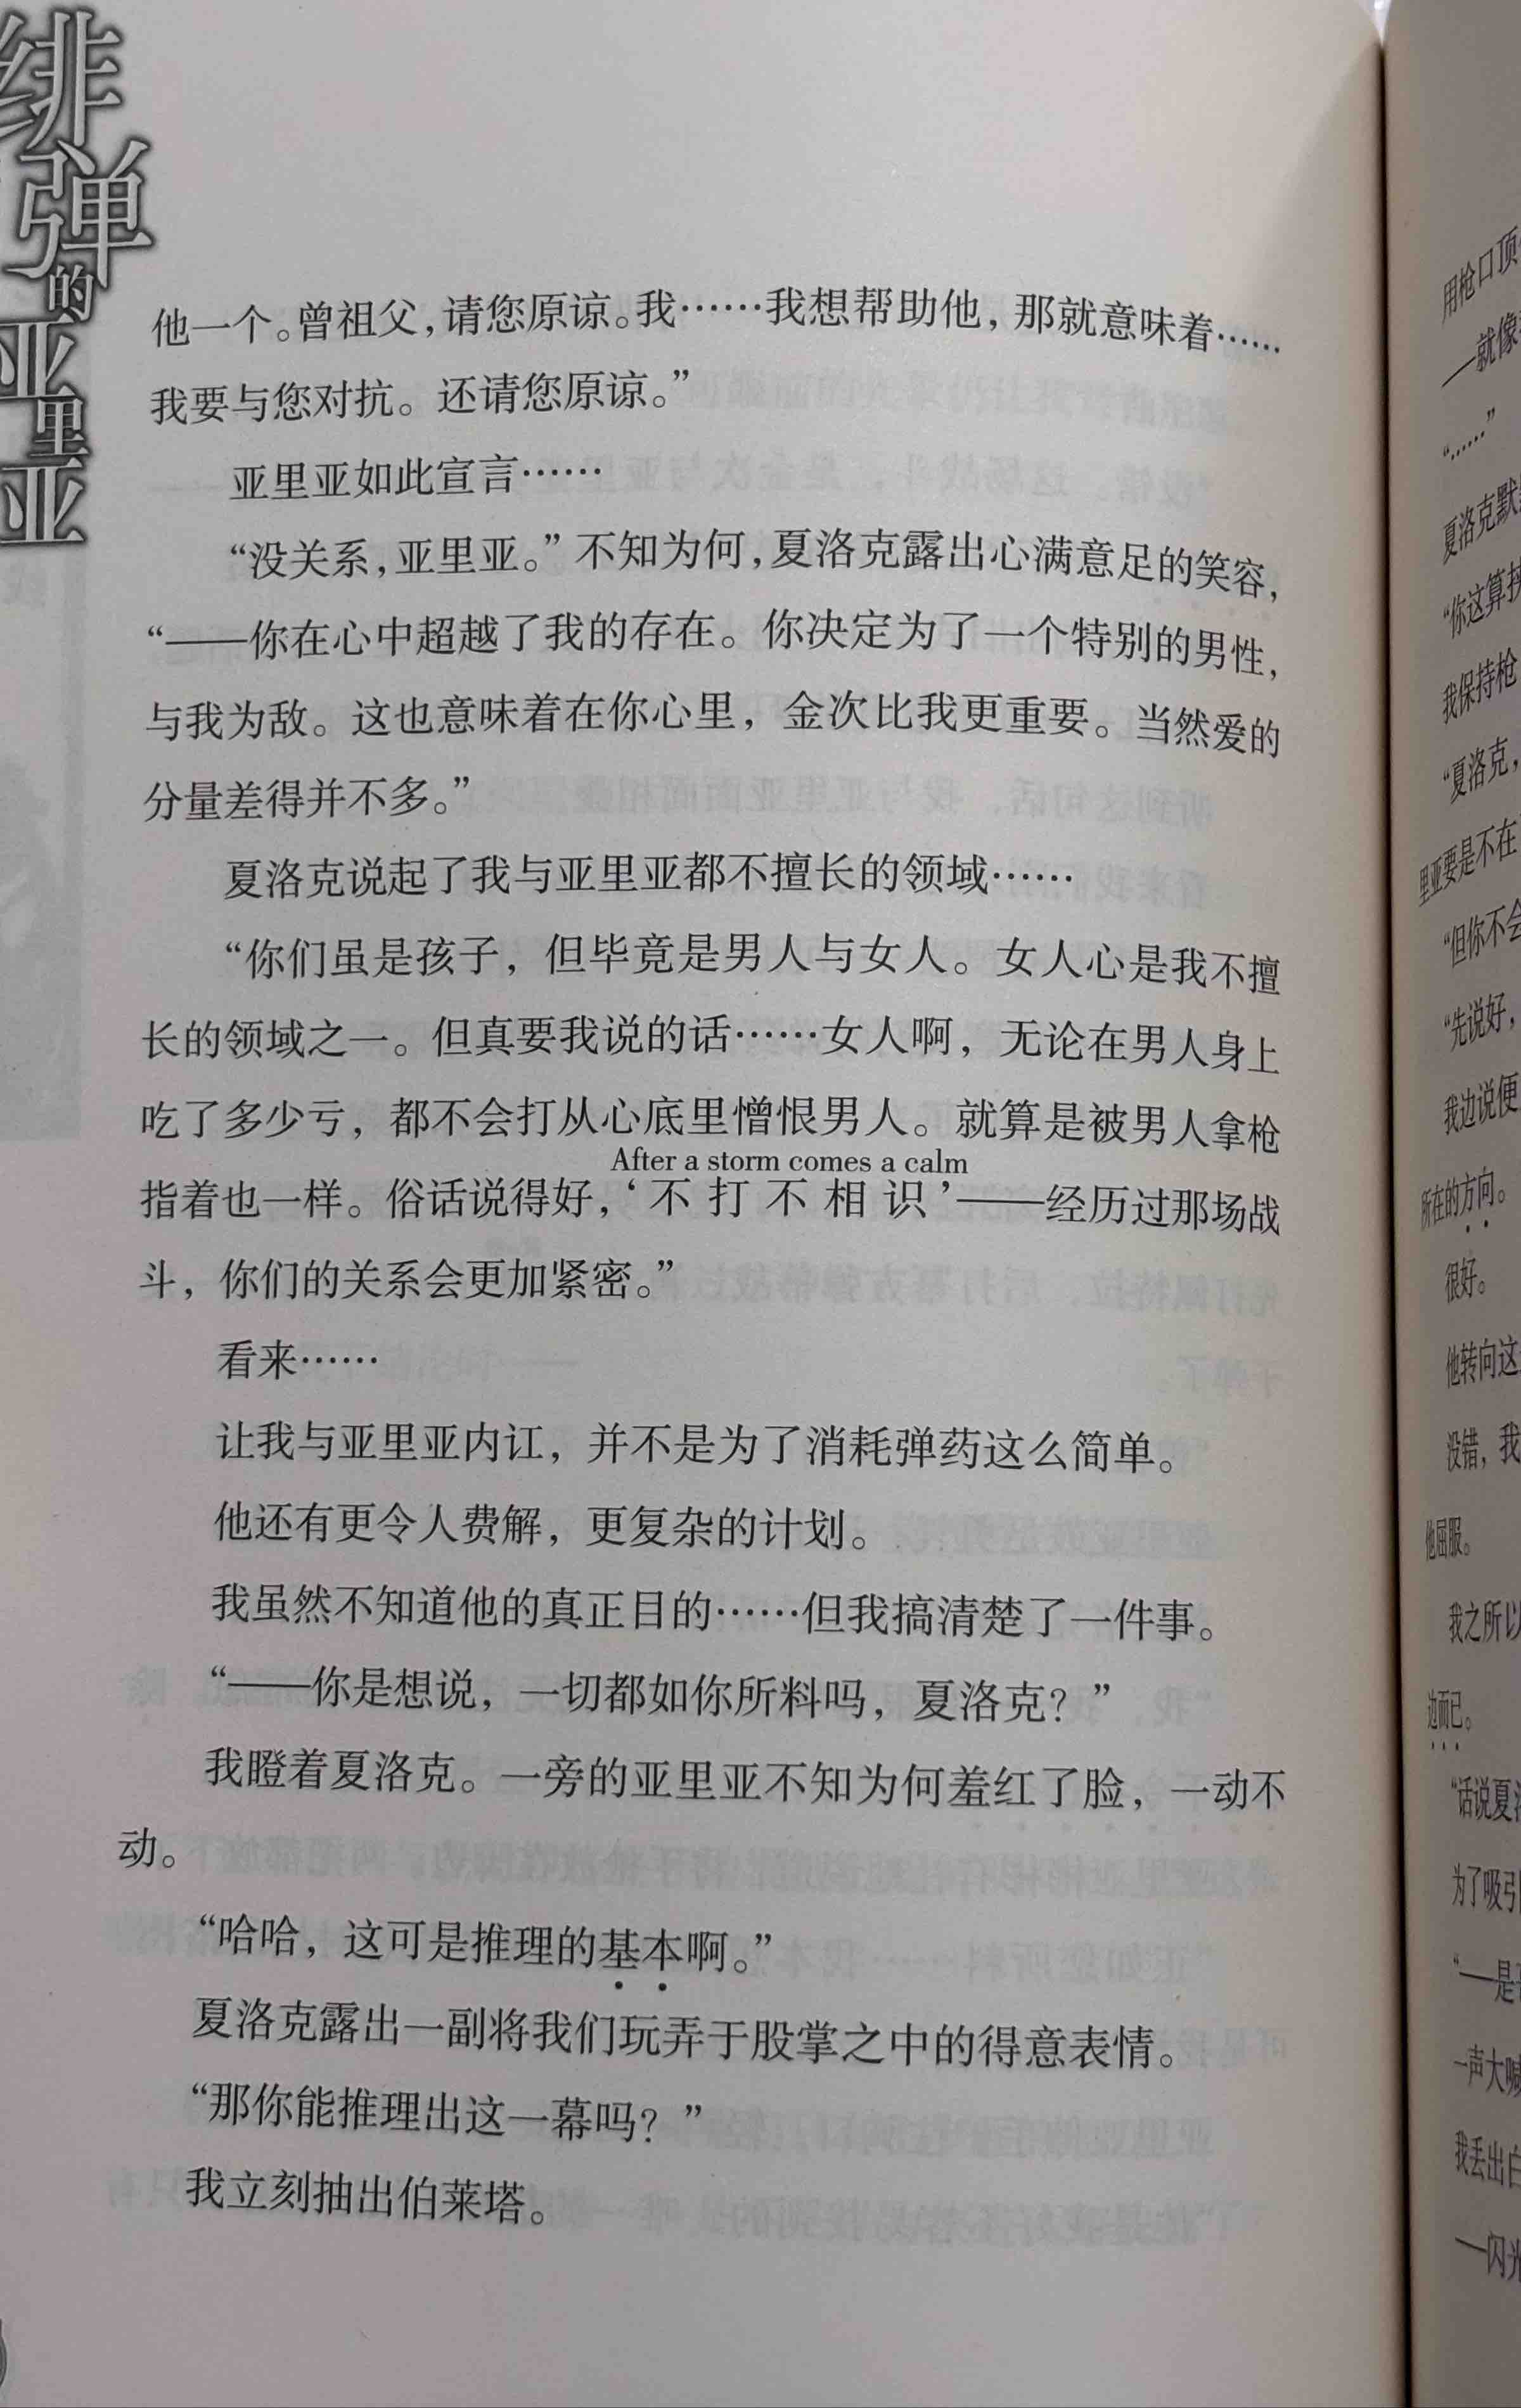 绯弹的亚里亚
他一个。曾祖父，请您原谅。我……我想帮助他，那就意味着……
我要与您对抗。还请您原谅。”
亚里亚如此宣言……
“没关系，亚里亚。”不知为何，夏洛克露出心满意足的笑容，
“——你在心中超越了我的存在。你决定为了一个特别的男性，
与我为敌。这也意味着在你心里，金次比我更重要。当然爱的
分量差得并不多。”
夏洛克说起了我与亚里亚都不擅长的领域……
“你们虽是孩子，但毕竟是男人与女人。女人心是我不擅
长的领域之一。但真要我说的话……女人啊，无论在男人身上
吃了多少亏，都不会打从心底里憎恨男人。就算是被男人拿枪
After a storm comes a calm
指着也一样。俗话说得好，‘不打不相识’——经历过那场战
斗，你们的关系会更加紧密。”
看来……
让我与亚里亚内讧，并不是为了消耗弹药这么简单。
他还有更令人费解，更复杂的计划。
我虽然不知道他的真正目的……但我搞清楚了一件事。
“——你是想说，一切都如你所料吗，夏洛克？”
我瞪着夏洛克。一旁的亚里亚不知为何羞红了脸，一动不
动。
“哈哈，这可是推理的基本啊。”
夏洛克露出一副将我们玩弄于股掌之中的得意表情。
“那你能推理出这一幕吗？”
我立刻抽出伯莱塔。
用枪口顶
——就像
“……”
夏洛克默
“你这算挟
我保持枪
“夏洛克，
里亚要是不在
“但你不会
“先说好，
我边说便
所在的方向。
很好。
他转向这
没错，我
他屈服。
我之所以
边而已。
“话说夏洛
为了吸引
“——是
一声大喊
我丢出白
——闪光